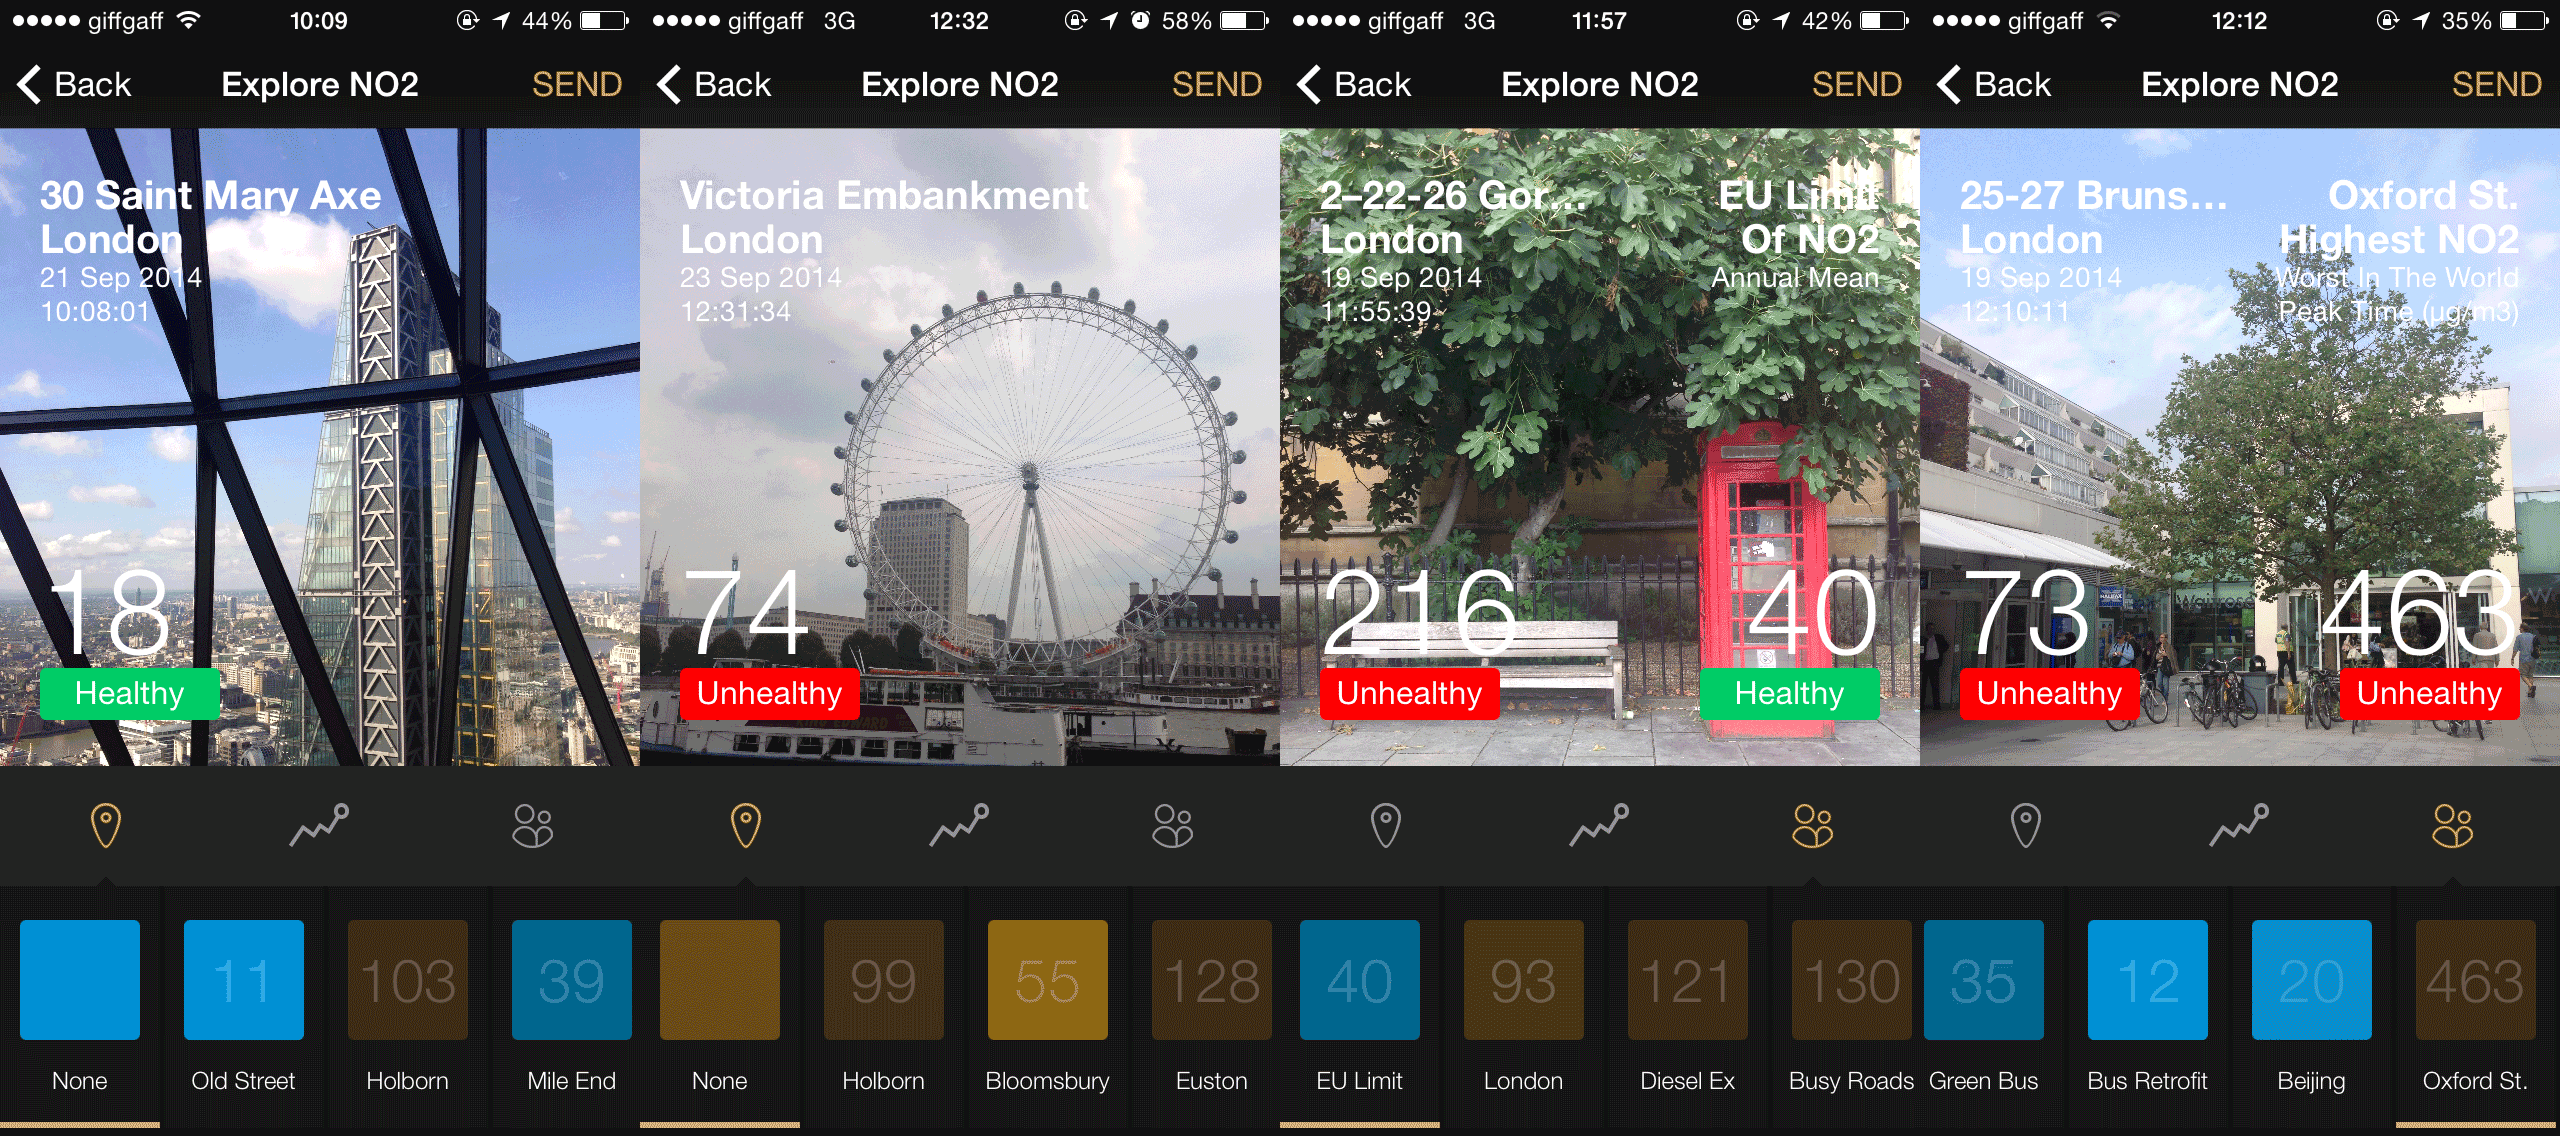 giffgaff 10:09 44%
Back Explore NO2 SEND
30 Saint Mary Axe
London
21 Sep 2014
10:08:01
18
Healthy
11 103 39
None Old Street Holborn Mile End
giffgaff 3G 12:32 58%
Back Explore NO2 SEND
Victoria Embankment
London
23 Sep 2014
12:31:34
74
Unhealthy
99 55 128
None Holborn Bloomsbury Euston
giffgaff 3G 11:57 42%
Back Explore NO2 SEND
2–22-26 Gor...
London
19 Sep 2014
11:55:39
EU Limit
Of NO2
Annual Mean
216 40
Unhealthy Healthy
40 93 121 130
EU Limit London Diesel Ex Busy Roads
giffgaff 12:12 35%
Back Explore NO2 SEND
25-27 Bruns...
London
19 Sep 2014
12:10:11
Oxford St.
Highest NO2
Worst In The World
Peak Time (µg/m3)
Waitrose
73 463
Unhealthy Unhealthy
35 12 20 463
Green Bus Bus Retrofit Beijing Oxford St.